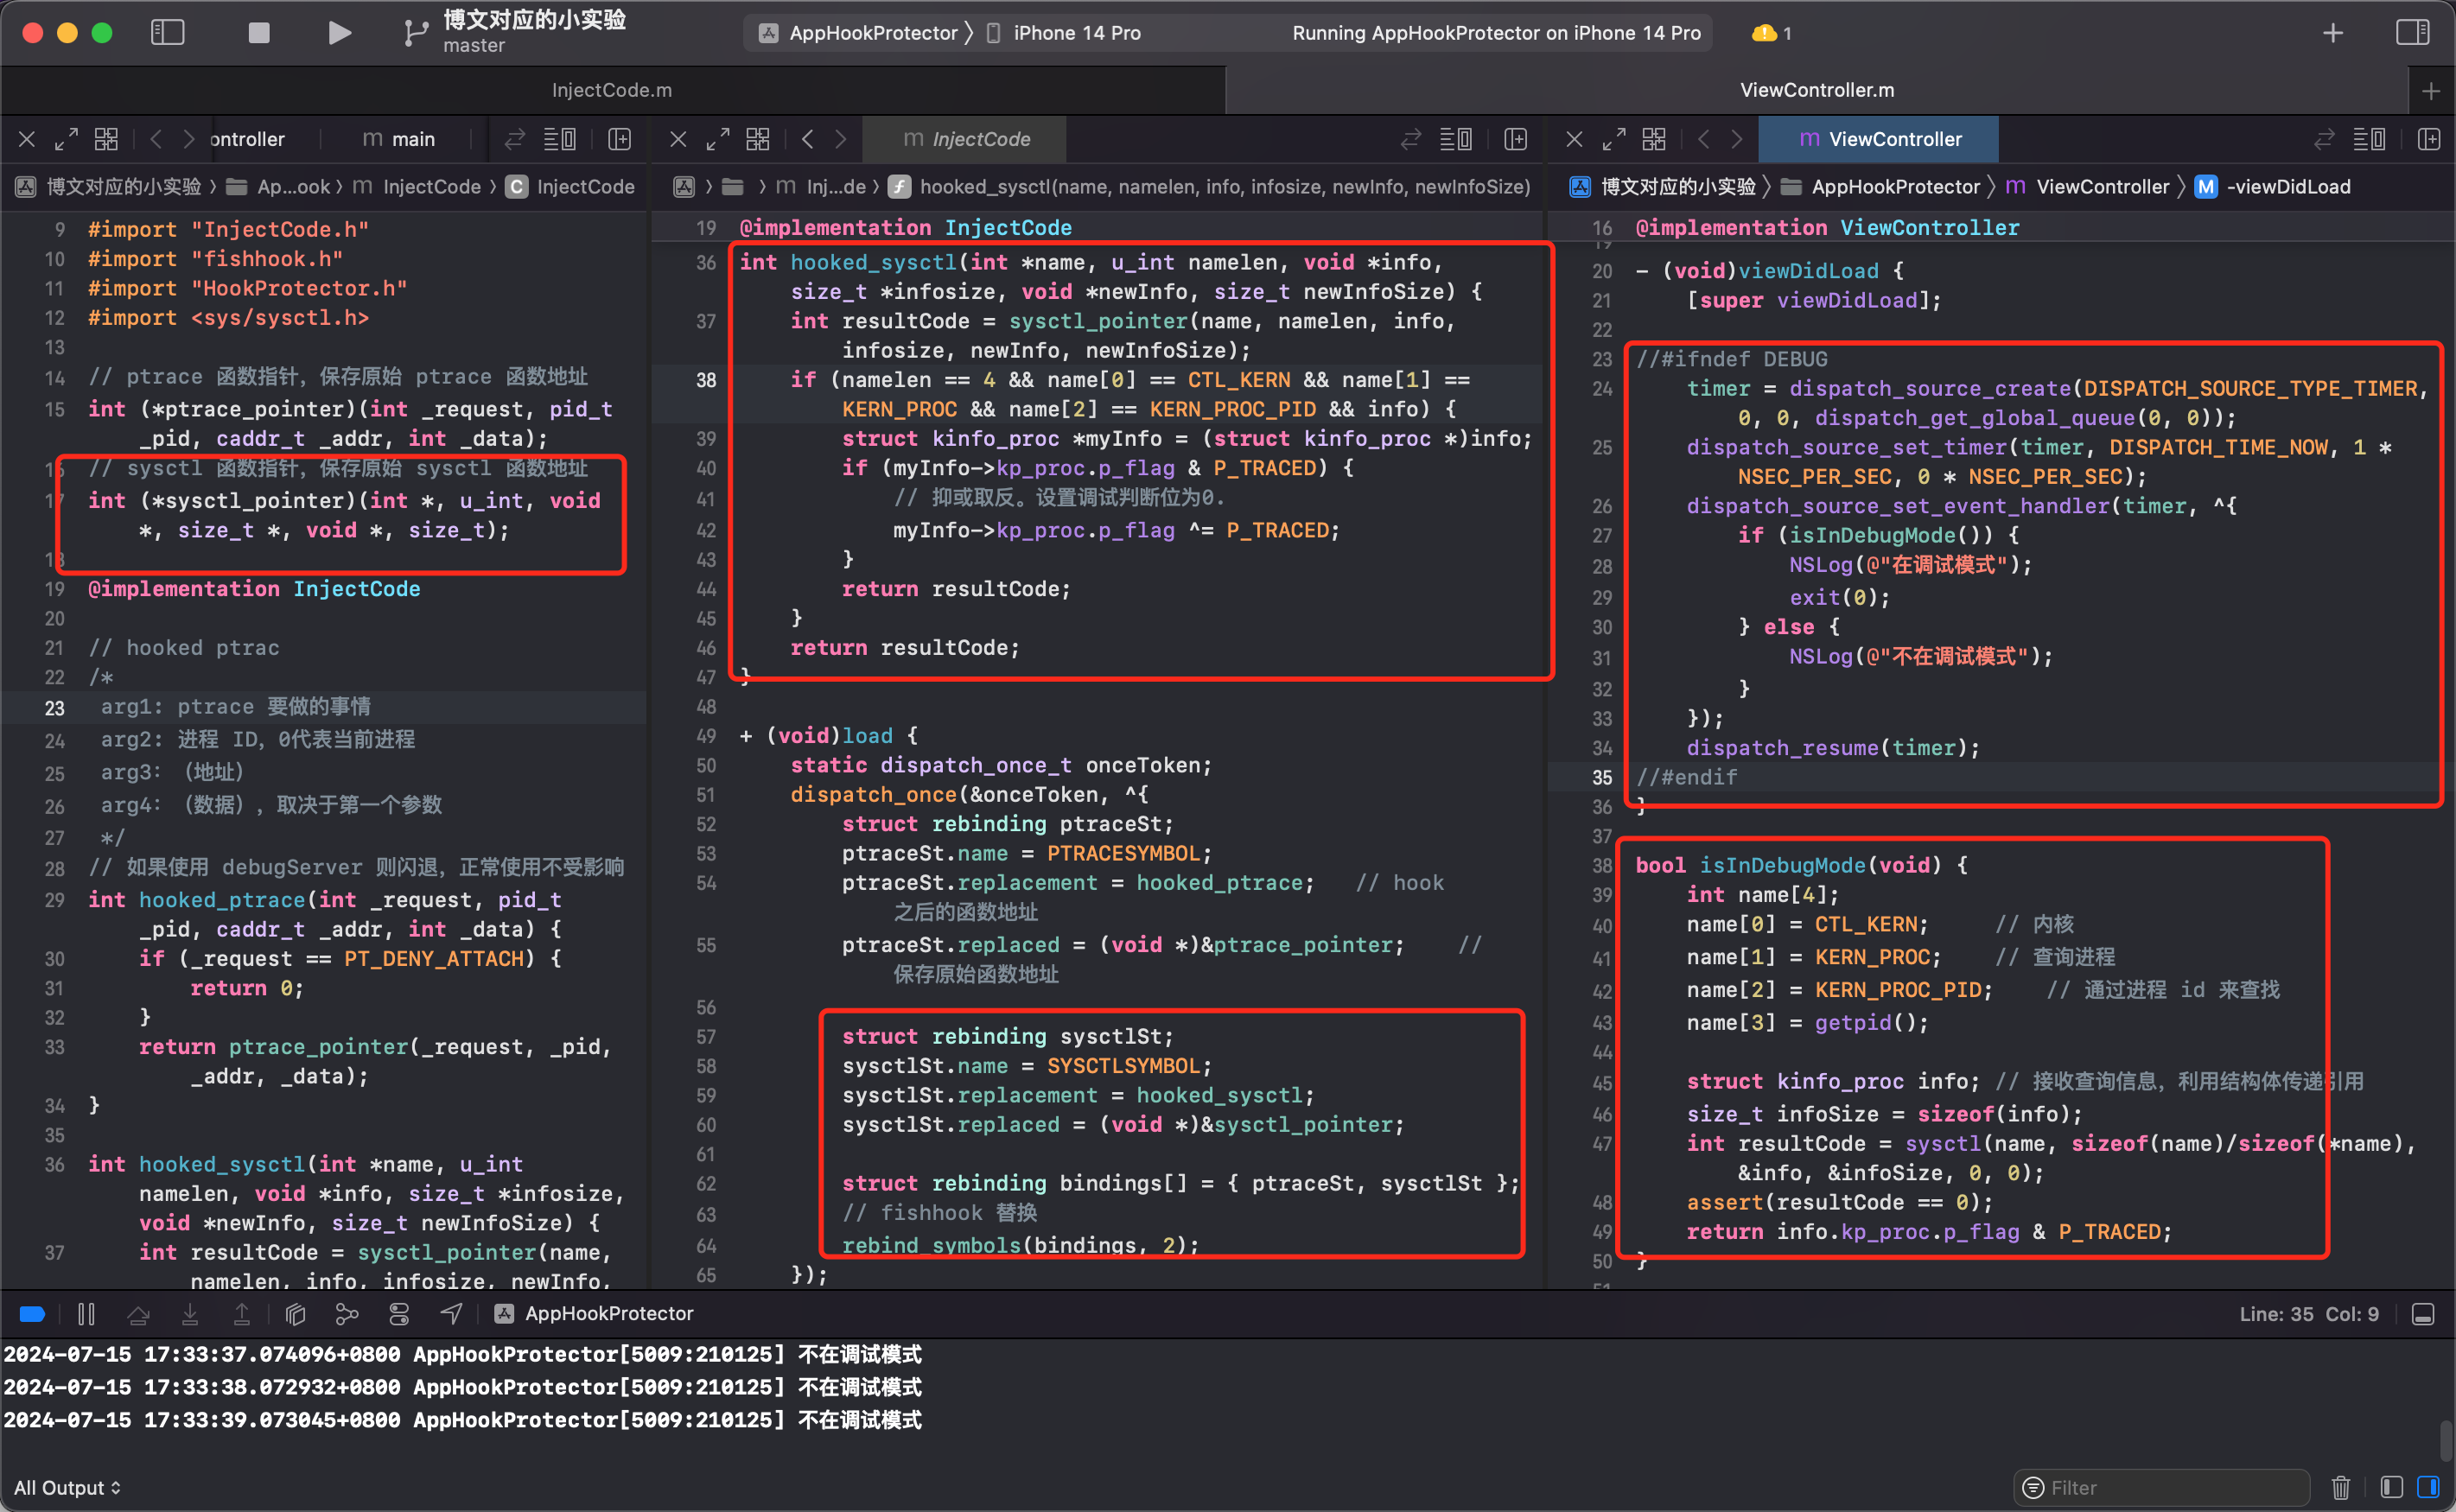 博文对应的小实验
master
AppHookProtector 〉 iPhone 14 Pro
Running AppHookProtector on iPhone 14 Pro
1
InjectCode.m
ViewController.m
ontroller
m main
博文对应的小实验 〉 Ap...ook 〉 m InjectCode 〉 C InjectCode
9 #import "InjectCode.h"
10 #import "fishhook.h"
11 #import "HookProtector.h"
12 #import <sys/sysctl.h>
13
14 // ptrace 函数指针，保存原始 ptrace 函数地址
15 int (*ptrace_pointer)(int _request, pid_t
_pid, caddr_t _addr, int _data);
16 // sysctl 函数指针，保存原始 sysctl 函数地址
17 int (*sysctl_pointer)(int *, u_int, void
*, size_t *, void *, size_t);
18
19 @implementation InjectCode
20
21 // hooked ptrac
22 /*
23 arg1: ptrace 要做的事情
24 arg2: 进程 ID，0代表当前进程
25 arg3: （地址）
26 arg4: （数据），取决于第一个参数
27 */
28 // 如果使用 debugServer 则闪退，正常使用不受影响
29 int hooked_ptrace(int _request, pid_t
_pid, caddr_t _addr, int _data) {
30 if (_request == PT_DENY_ATTACH) {
31 return 0;
32 }
33 return ptrace_pointer(_request, _pid,
_addr, _data);
34 }
35
36 int hooked_sysctl(int *name, u_int
namelen, void *info, size_t *infosize,
void *newInfo, size_t newInfoSize) {
37 int resultCode = sysctl_pointer(name,
namelen, info, infosize, newInfo,
m InjectCode
〉 〉 m Inj...de 〉 f hooked_sysctl(name, namelen, info, infosize, newInfo, newInfoSize)
19 @implementation InjectCode
36 int hooked_sysctl(int *name, u_int namelen, void *info,
size_t *infosize, void *newInfo, size_t newInfoSize) {
37 int resultCode = sysctl_pointer(name, namelen, info,
infosize, newInfo, newInfoSize);
38 if (namelen == 4 && name[0] == CTL_KERN && name[1] ==
KERN_PROC && name[2] == KERN_PROC_PID && info) {
39 struct kinfo_proc *myInfo = (struct kinfo_proc *)info;
40 if (myInfo->kp_proc.p_flag & P_TRACED) {
41 // 抑或取反。设置调试判断位为0.
42 myInfo->kp_proc.p_flag ^= P_TRACED;
43 }
44 return resultCode;
45 }
46 return resultCode;
47 }
48
49 + (void)load {
50 static dispatch_once_t onceToken;
51 dispatch_once(&onceToken, ^{
52 struct rebinding ptraceSt;
53 ptraceSt.name = PTRACESYMBOL;
54 ptraceSt.replacement = hooked_ptrace; // hook
之后的函数地址
55 ptraceSt.replaced = (void *)&ptrace_pointer; //
保存原始函数地址
56
57 struct rebinding sysctlSt;
58 sysctlSt.name = SYSCTLSYMBOL;
59 sysctlSt.replacement = hooked_sysctl;
60 sysctlSt.replaced = (void *)&sysctl_pointer;
61
62 struct rebinding bindings[] = { ptraceSt, sysctlSt };
63 // fishhook 替换
64 rebind_symbols(bindings, 2);
65 });
m ViewController
博文对应的小实验 〉 AppHookProtector 〉 m ViewController 〉 M -viewDidLoad
16 @implementation ViewController
19
20 - (void)viewDidLoad {
21 [super viewDidLoad];
22
23 //#ifndef DEBUG
24 timer = dispatch_source_create(DISPATCH_SOURCE_TYPE_TIMER,
0, 0, dispatch_get_global_queue(0, 0));
25 dispatch_source_set_timer(timer, DISPATCH_TIME_NOW, 1 *
NSEC_PER_SEC, 0 * NSEC_PER_SEC);
26 dispatch_source_set_event_handler(timer, ^{
27 if (isInDebugMode()) {
28 NSLog(@"在调试模式");
29 exit(0);
30 } else {
31 NSLog(@"不在调试模式");
32 }
33 });
34 dispatch_resume(timer);
35 //#endif
36 }
37
38 bool isInDebugMode(void) {
39 int name[4];
40 name[0] = CTL_KERN; // 内核
41 name[1] = KERN_PROC; // 查询进程
42 name[2] = KERN_PROC_PID; // 通过进程 id 来查找
43 name[3] = getpid();
44
45 struct kinfo_proc info; // 接收查询信息，利用结构体传递引用
46 size_t infoSize = sizeof(info);
47 int resultCode = sysctl(name, sizeof(name)/sizeof(*name),
&info, &infoSize, 0, 0);
48 assert(resultCode == 0);
49 return info.kp_proc.p_flag & P_TRACED;
50 }
51
AppHookProtector
Line: 35 Col: 9
2024-07-15 17:33:37.074096+0800 AppHookProtector[5009:210125] 不在调试模式
2024-07-15 17:33:38.072932+0800 AppHookProtector[5009:210125] 不在调试模式
2024-07-15 17:33:39.073045+0800 AppHookProtector[5009:210125] 不在调试模式
All Output
Filter